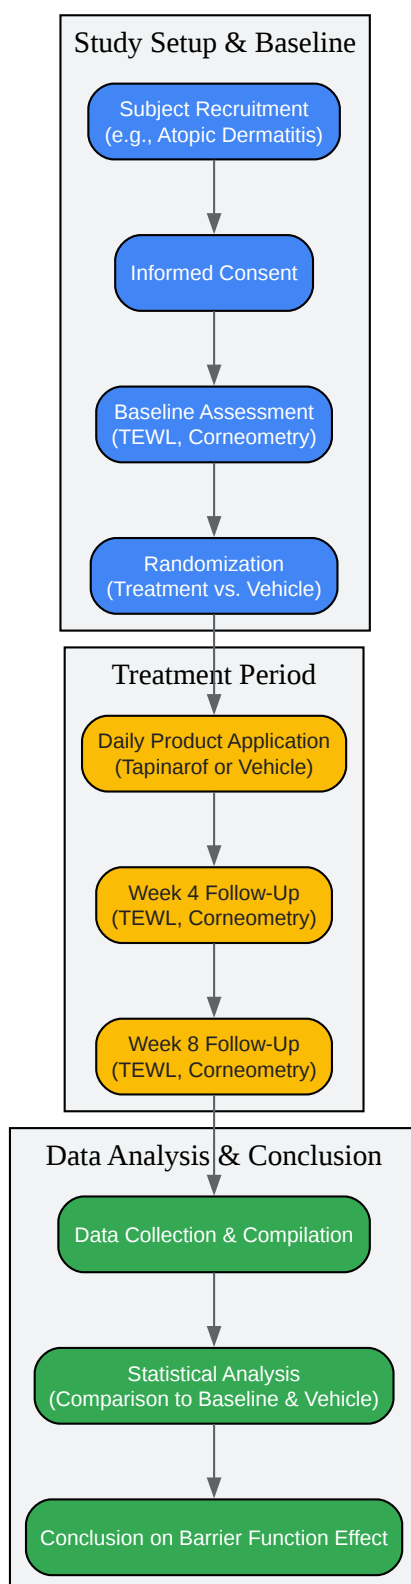 Study Setup & Baseline
Subject Recruitment
(e.g., Atopic Dermatitis)
Informed Consent
Baseline Assessment
(TEWL, Corneometry)
Randomization
(Treatment vs. Vehicle)
Treatment Period
Daily Product Application
(Tapinarof or Vehicle)
Week 4 Follow-Up
(TEWL, Corneometry)
Week 8 Follow-Up
(TEWL, Corneometry)
Data Analysis & Conclusion
Data Collection & Compilation
Statistical Analysis
(Comparison to Baseline & Vehicle)
Conclusion on Barrier Function Effect